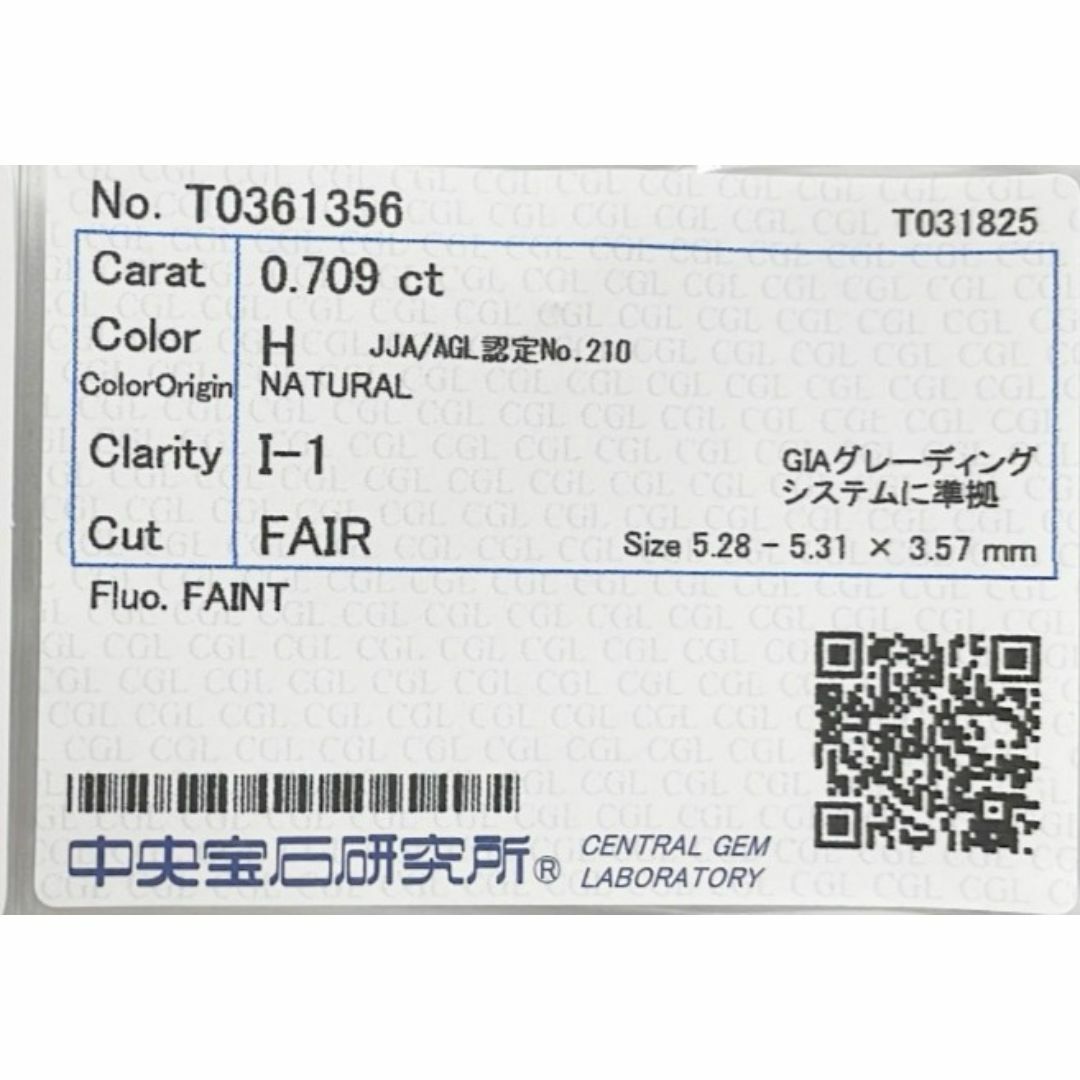 No. T0361356
T031825
Carat 0.709 ct
Color H JJA/AGL認定No.210
ColorOrigin NATURAL
Clarity I-1
GIAグレーディング
システムに準拠
Cut FAIR
Size 5.28 - 5.31 × 3.57 mm
Fluo. FAINT
中央宝石研究所®
CENTRAL GEM
LABORATORY